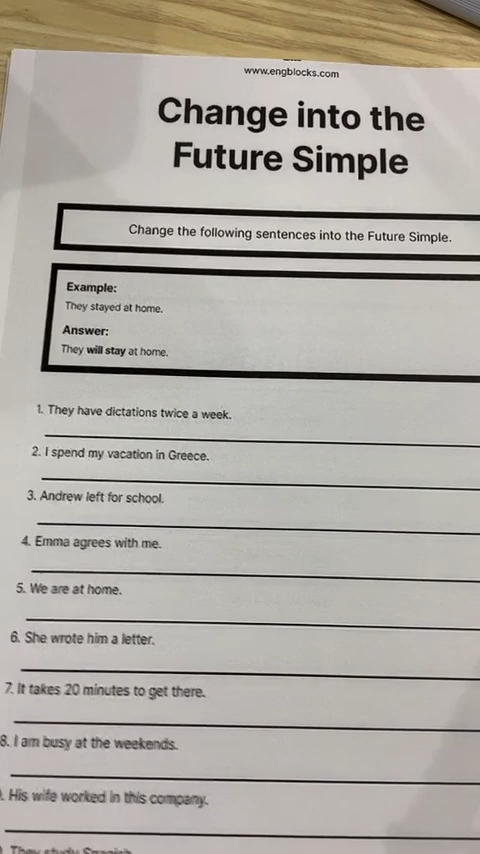 www.engblocks.com
Change into the
Future Simple
Change the following sentences into the Future Simple.
Example:
They stayed at home.
Answer:
They will stay at home.
1. They have dictations twice a week.
2. I spend my vacation in Greece.
3. Andrew left for school.
4. Emma agrees with me.
5. We are at home.
6. She wrote him a letter.
7. It takes 20 minutes to get there.
8. I am busy at the weekends.
. His wife worked in this company.
They study Spanish